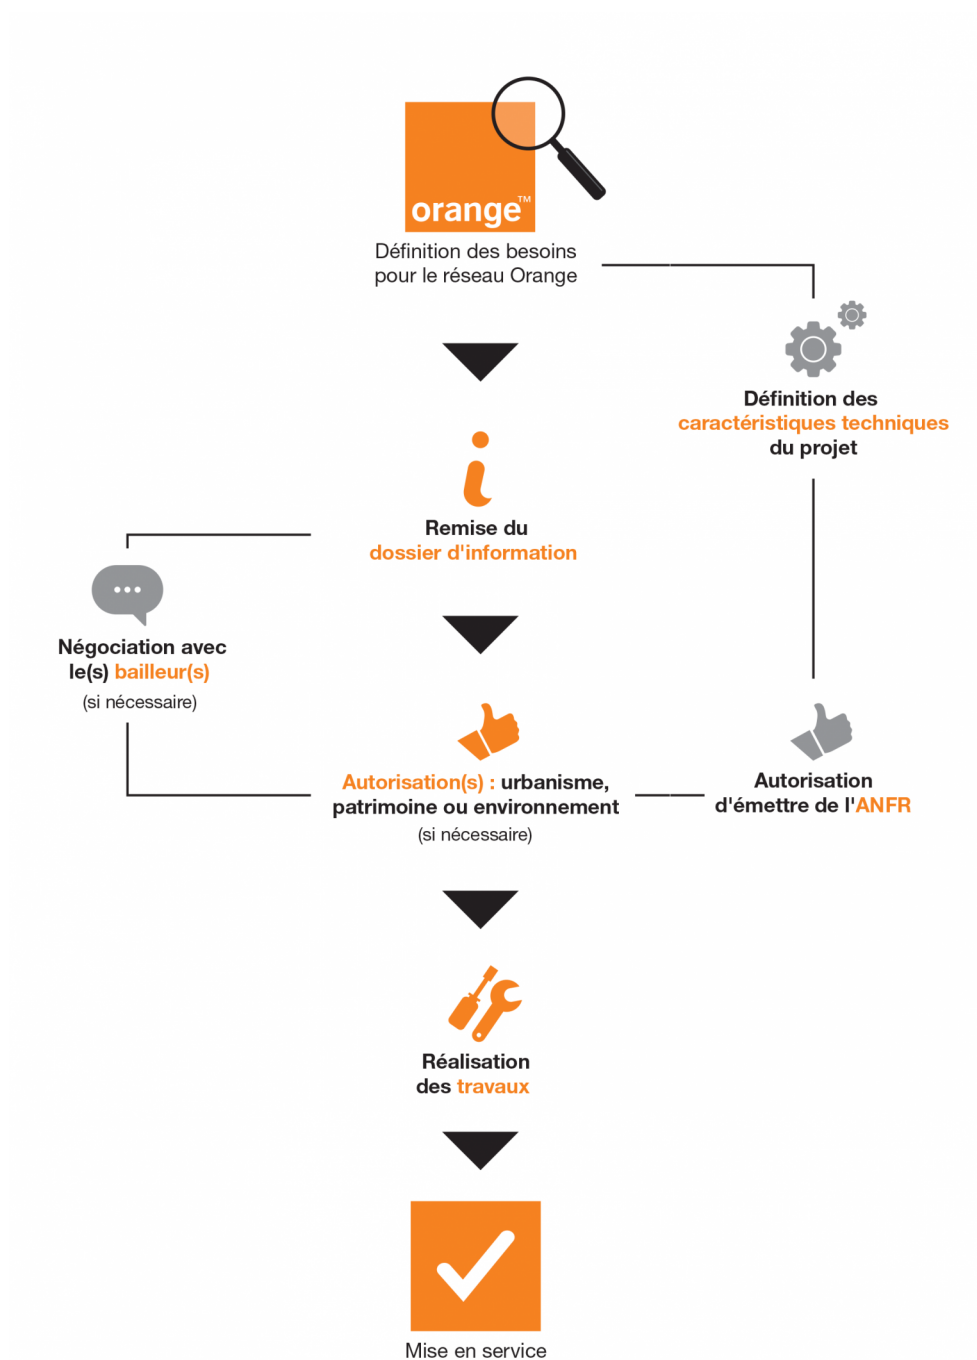 orange™
Définition des besoins
pour le réseau Orange
Définition des
caractéristiques techniques
du projet
Remise du
dossier d'information
Négociation avec
le(s) bailleur(s)
(si nécessaire)
Autorisation(s) : urbanisme,
patrimoine ou environnement
(si nécessaire)
Autorisation
d'émettre de l'ANFR
Réalisation
des travaux
Mise en service